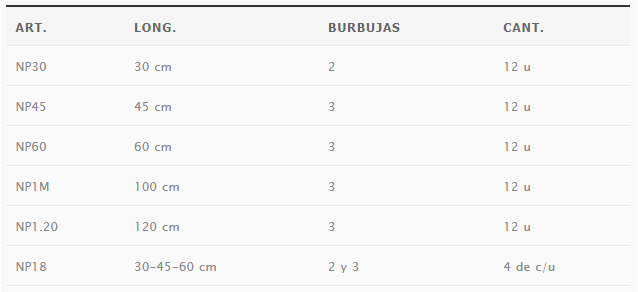 ART. LONG. BURBUJAS CANT.
NP30 30 cm 2 12 u
NP45 45 cm 3 12 u
NP60 60 cm 3 12 u
NP1M 100 cm 3 12 u
NP1.20 120 cm 3 12 u
NP18 30-45-60 cm 2 y 3 4 de c/u